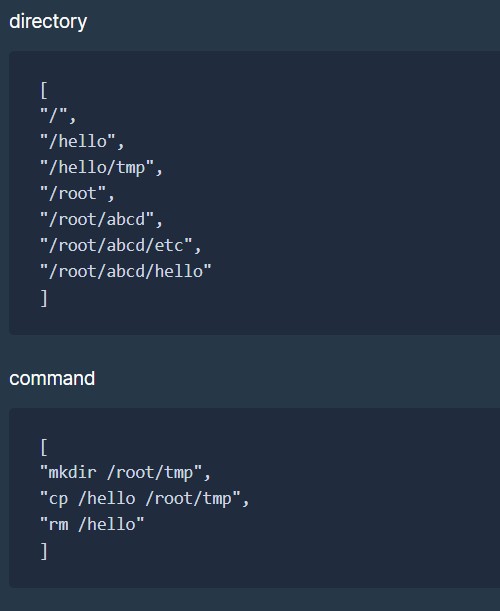 directory
[
"/",
"/hello",
"/hello/tmp",
"/root",
"/root/abcd",
"/root/abcd/etc",
"/root/abcd/hello"
]
command
[
"mkdir /root/tmp",
"cp /hello /root/tmp",
"rm /hello"
]